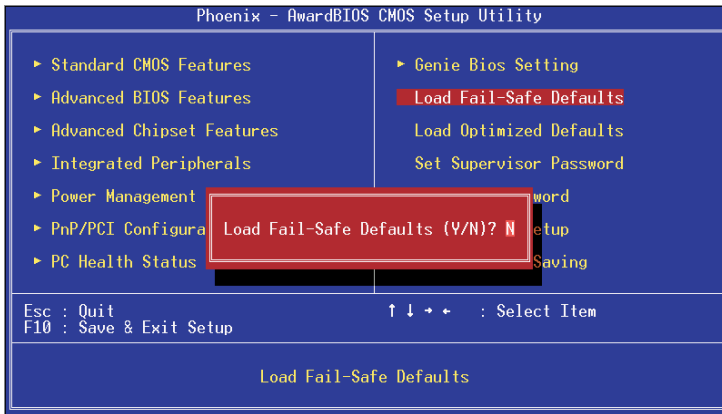 Phoenix - AwardBIOS CMOS Setup Utility
► Standard CMOS Features
► Advanced BIOS Features
► Advanced Chipset Features
► Integrated Peripherals
► Power Management
► PnP/PCI Configura
► PC Health Status
► Genie Bios Setting
Load Fail-Safe Defaults
Load Optimized Defaults
Set Supervisor Password
word
etup
Saving
Load Fail-Safe Defaults (Y/N)? N
Esc : Quit
F10 : Save & Exit Setup
↑ ↓ → ← : Select Item
Load Fail-Safe Defaults